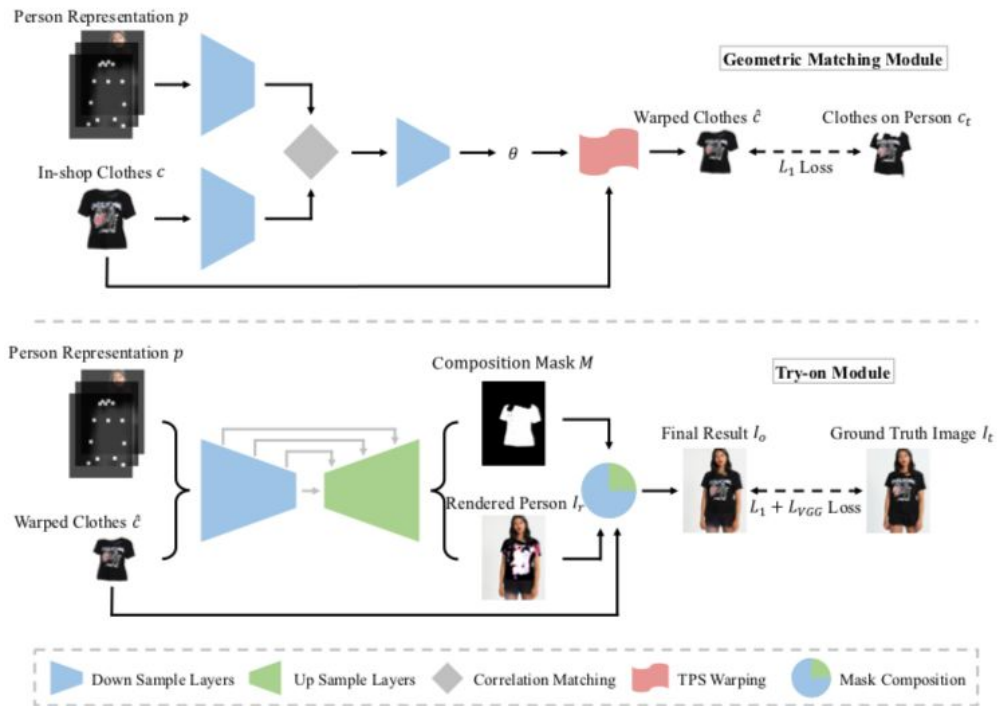 Person Representation p
Geometric Matching Module
Warped Clothes ĉ
Clothes on Person c_t
In-shop Clothes c
θ
L_1 Loss
Person Representation p
Composition Mask M
Try-on Module
Final Result I_o
Ground Truth Image I_t
Rendered Person I_r
L_1 + L_VGG Loss
Warped Clothes ĉ
Down Sample Layers
Up Sample Layers
Correlation Matching
TPS Warping
Mask Composition